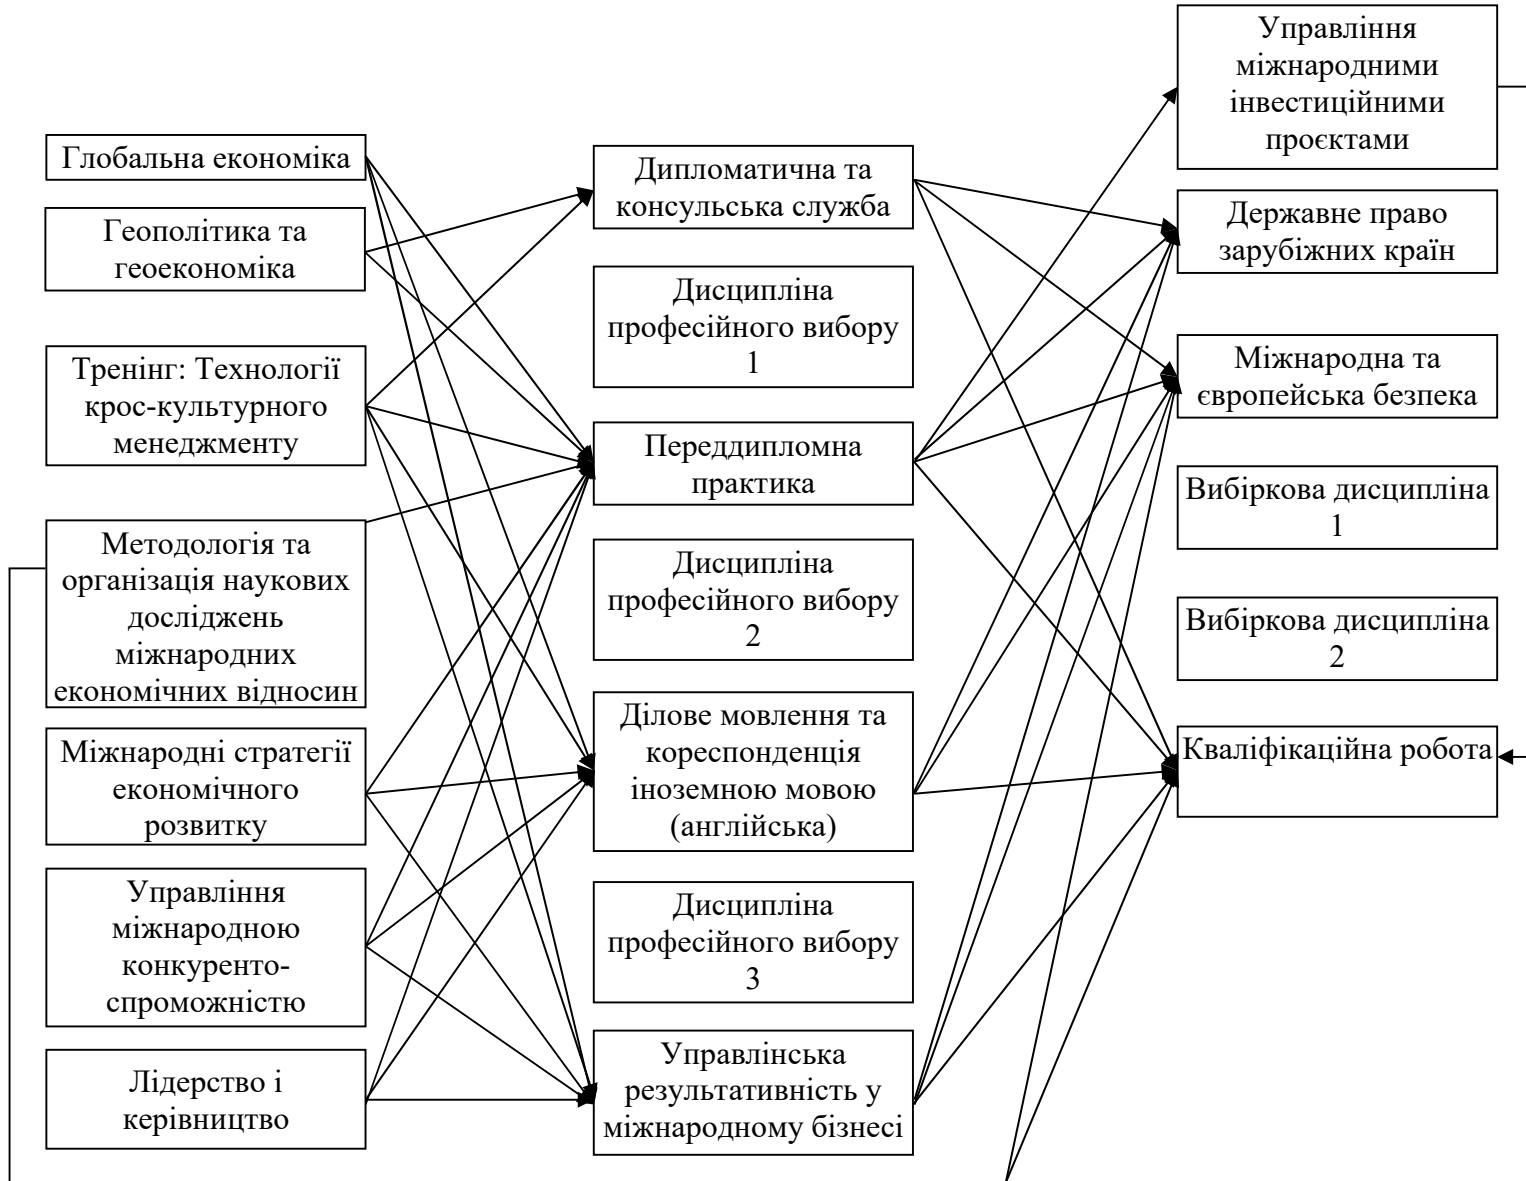 Глобальна економіка
Геополітика та
геоекономіка
Тренінг: Технології
крос-культурного
менеджменту
Методологія та
організація наукових
досліджень
міжнародних
економічних відносин
Міжнародні стратегії
економічного
розвитку
Управління
міжнародною
конкуренто-
спроможністю
Лідерство і
керівництво
Дипломатична та
консульська служба
Дисципліна
професійного вибору
1
Переддипломна
практика
Дисципліна
професійного вибору
2
Ділове мовлення та
кореспонденція
іноземною мовою
(англійська)
Дисципліна
професійного вибору
3
Управлінська
результативність у
міжнародному бізнесі
Управління
міжнародними
інвестиційними
проєктами
Державне право
зарубіжних країн
Міжнародна та
європейська безпека
Вибіркова дисципліна
1
Вибіркова дисципліна
2
Кваліфікаційна робота